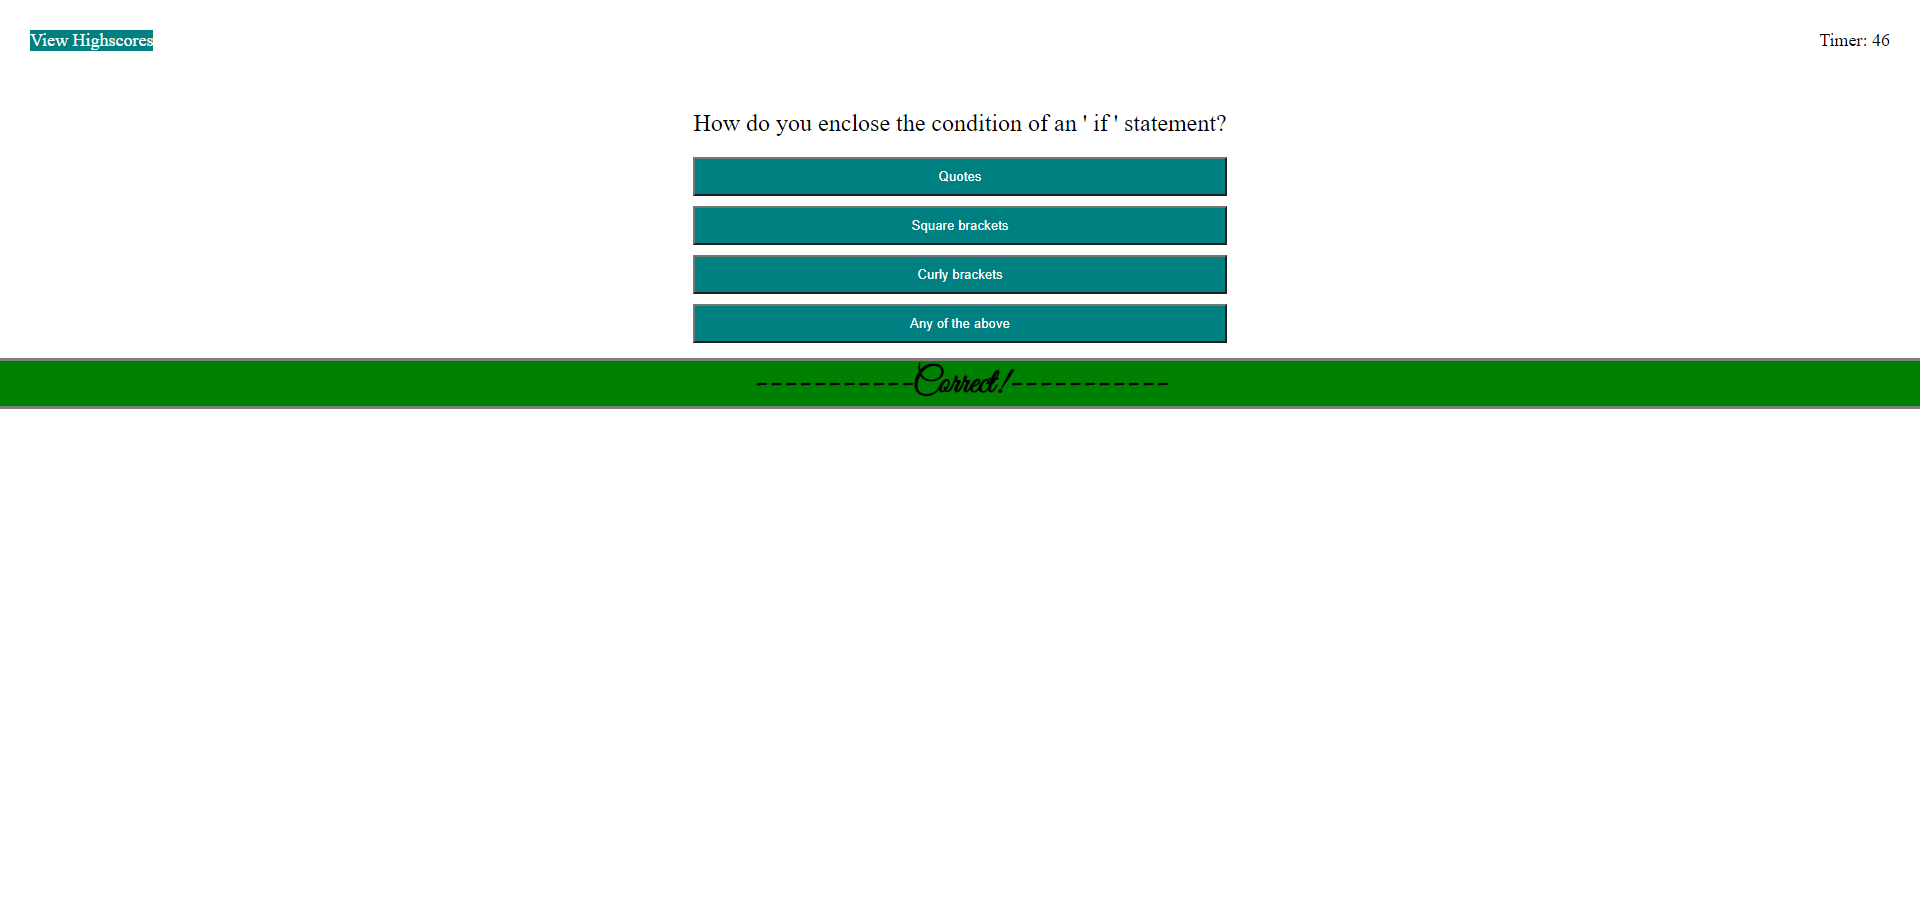 View Highscores
Timer: 46
How do you enclose the condition of an ' if ' statement?
Quotes
Square brackets
Curly brackets
Any of the above
-----------Correct!-----------